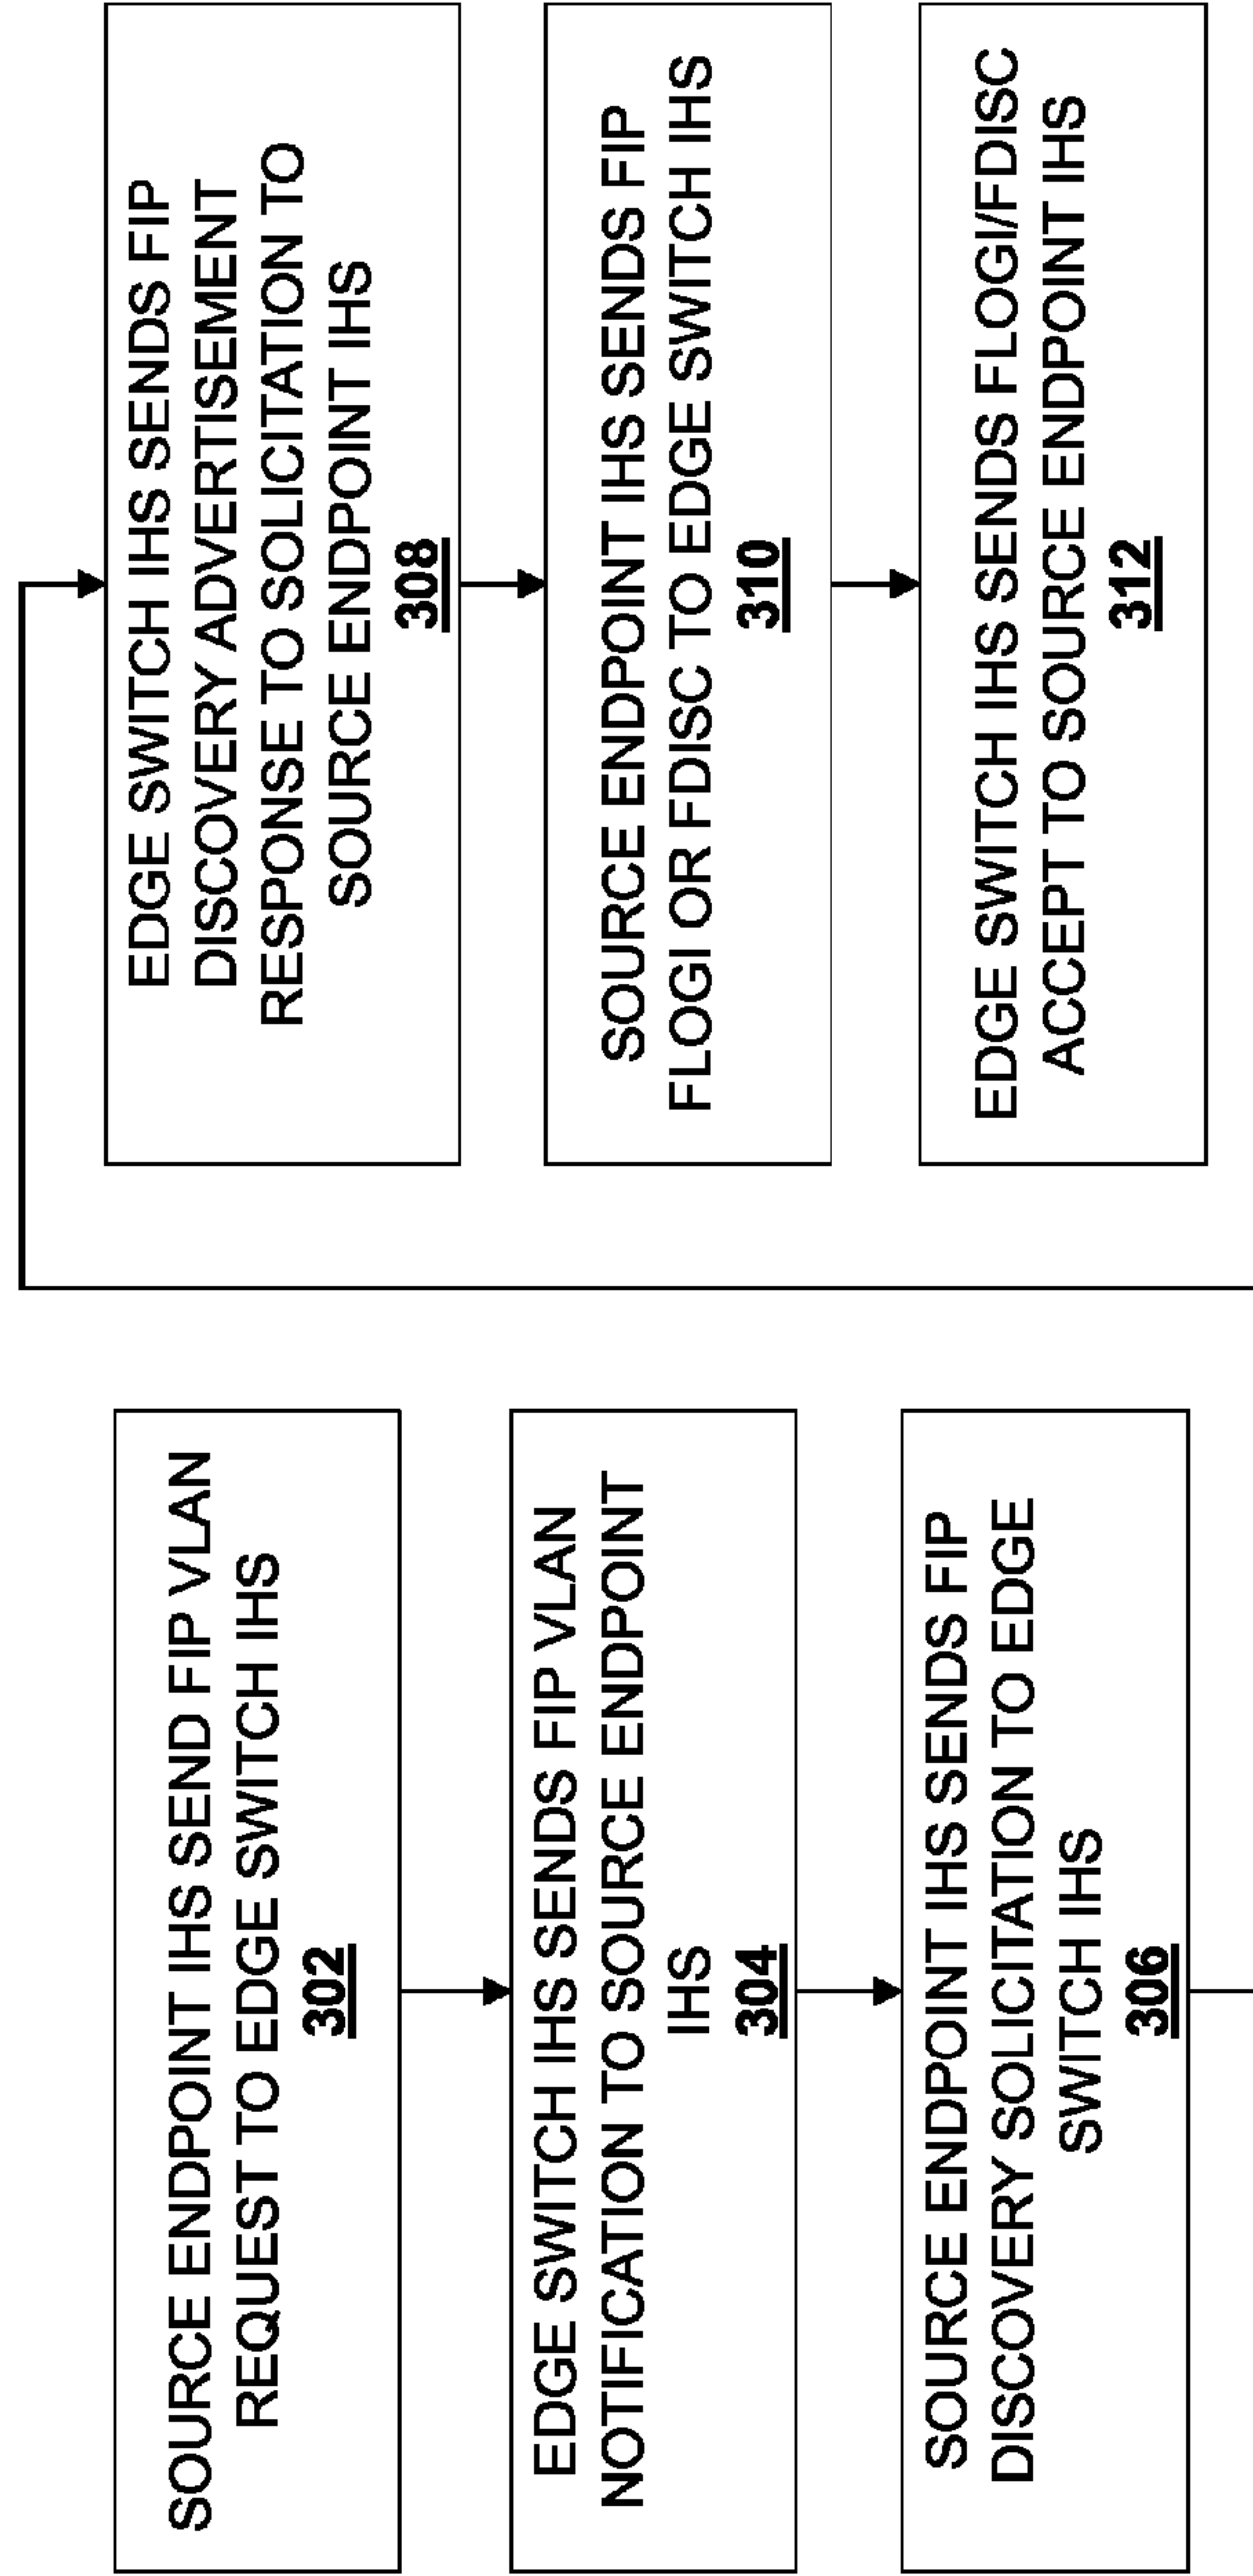 SOURCE ENDPOINT IHS SEND FIP VLAN
REQUEST TO EDGE SWITCH IHS
302
EDGE SWITCH IHS SENDS FIP VLAN
NOTIFICATION TO SOURCE ENDPOINT
IHS
304
SOURCE ENDPOINT IHS SENDS FIP
DISCOVERY SOLICITATION TO EDGE
SWITCH IHS
306
EDGE SWITCH IHS SENDS FIP
DISCOVERY ADVERTISEMENT
RESPONSE TO SOLICITATION TO
SOURCE ENDPOINT IHS
308
SOURCE ENDPOINT IHS SENDS FIP
FLOGI OR FDISC TO EDGE SWITCH IHS
310
EDGE SWITCH IHS SENDS FLOGI/FDISC
ACCEPT TO SOURCE ENDPOINT IHS
312